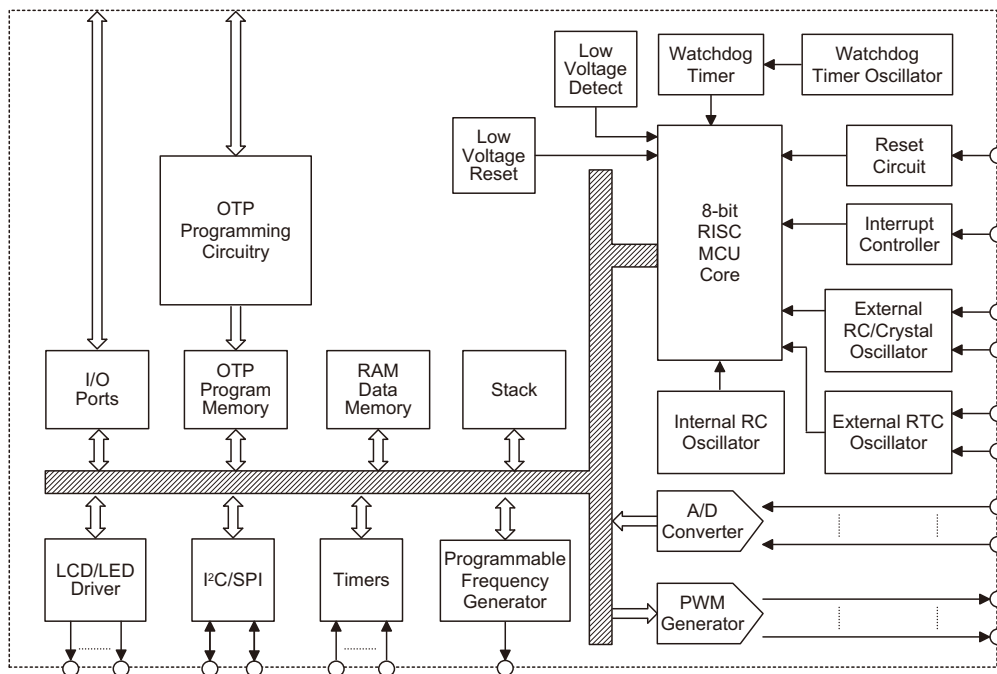 Low
Voltage
Detect
Watchdog
Timer
Watchdog
Timer Oscillator
Low
Voltage
Reset
8-bit
RISC
MCU
Core
Reset
Circuit
OTP
Programming
Circuitry
Interrupt
Controller
External
RC/Crystal
Oscillator
I/O
Ports
OTP
Program
Memory
RAM
Data
Memory
Stack
Internal RC
Oscillator
External RTC
Oscillator
A/D
Converter
LCD/LED
Driver
I²C/SPI
Timers
Programmable
Frequency
Generator
PWM
Generator